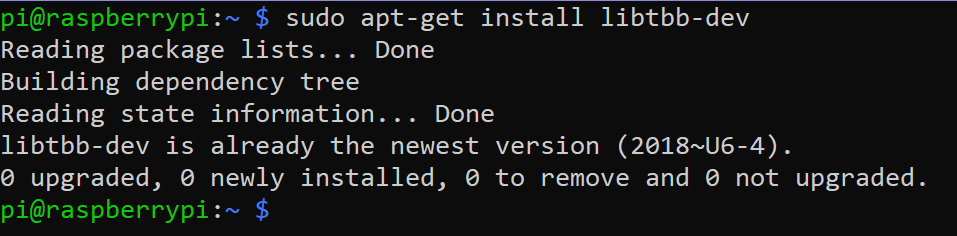 pi@raspberrypi:~ $ sudo apt-get install libtbb-dev
Reading package lists... Done
Building dependency tree
Reading state information... Done
libtbb-dev is already the newest version (2018~U6-4).
0 upgraded, 0 newly installed, 0 to remove and 0 not upgraded.
pi@raspberrypi:~ $